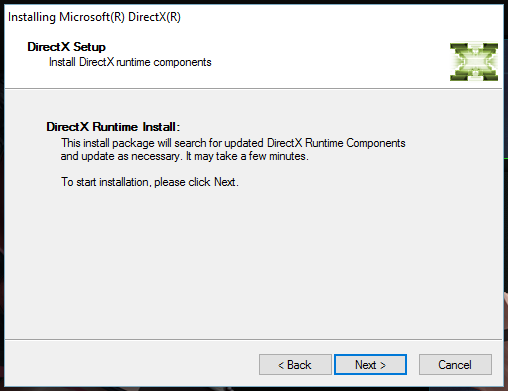 Installing Microsoft(R) DirectX(R)
DirectX Setup
Install DirectX runtime components
DirectX Runtime Install:
This install package will search for updated DirectX Runtime Components
and update as necessary. It may take a few minutes.
To start installation, please click Next.
< Back
Next >
Cancel